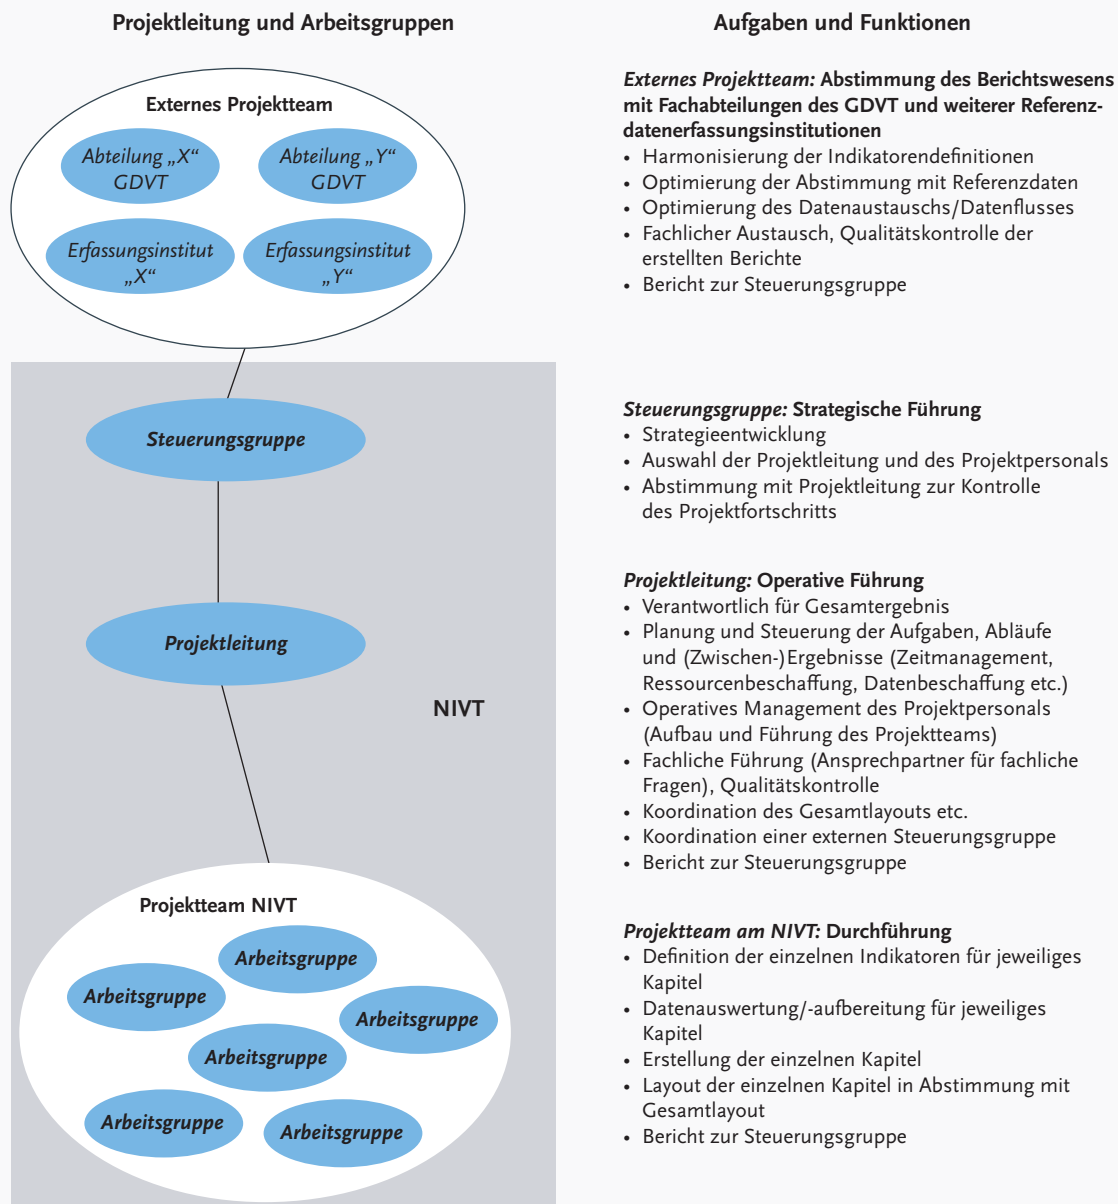 Projektleitung und Arbeitsgruppen
Externes Projektteam
Abteilung „X“
GDVT
Abteilung „Y“
GDVT
Erfassungsinstitut
„X“
Erfassungsinstitut
„Y“
Steuerungsgruppe
Projektleitung
NIVT
Projektteam NIVT
Arbeitsgruppe
Arbeitsgruppe
Arbeitsgruppe
Arbeitsgruppe
Arbeitsgruppe
Arbeitsgruppe
Aufgaben und Funktionen
Externes Projektteam: Abstimmung des Berichtswesens
mit Fachabteilungen des GDVT und weiterer Referenz-
datenerfassungsinstitutionen
• Harmonisierung der Indikatorendefinitionen
• Optimierung der Abstimmung mit Referenzdaten
• Optimierung des Datenaustauschs/Datenflusses
• Fachlicher Austausch, Qualitätskontrolle der
erstellten Berichte
• Bericht zur Steuerungsgruppe
Steuerungsgruppe: Strategische Führung
• Strategieentwicklung
• Auswahl der Projektleitung und des Projektpersonals
• Abstimmung mit Projektleitung zur Kontrolle
des Projektfortschritts
Projektleitung: Operative Führung
• Verantwortlich für Gesamtergebnis
• Planung und Steuerung der Aufgaben, Abläufe
und (Zwischen-)Ergebnisse (Zeitmanagement,
Ressourcenbeschaffung, Datenbeschaffung etc.)
• Operatives Management des Projektpersonals
(Aufbau und Führung des Projektteams)
• Fachliche Führung (Ansprechpartner für fachliche
Fragen), Qualitätskontrolle
• Koordination des Gesamtlayouts etc.
• Koordination einer externen Steuerungsgruppe
• Bericht zur Steuerungsgruppe
Projektteam am NIVT: Durchführung
• Definition der einzelnen Indikatoren für jeweiliges
Kapitel
• Datenauswertung/-aufbereitung für jeweiliges
Kapitel
• Erstellung der einzelnen Kapitel
• Layout der einzelnen Kapitel in Abstimmung mit
Gesamtlayout
• Bericht zur Steuerungsgruppe